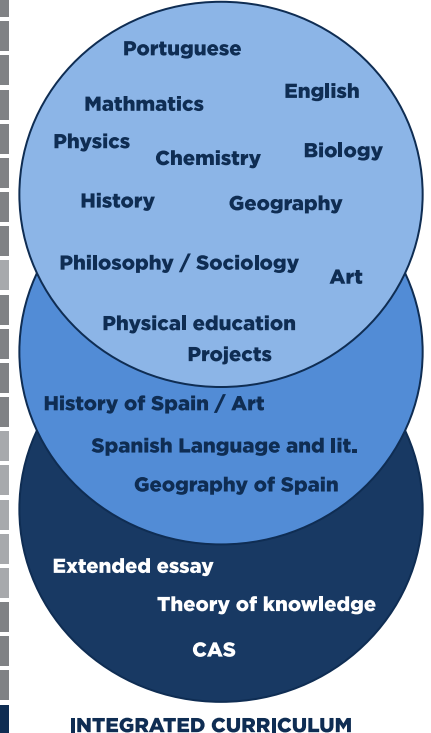 Portuguese
English
Mathmatics
Physics
Chemistry
Biology
History
Geography
Philosophy / Sociology
Art
Physical education
Projects
History of Spain / Art
Spanish Language and lit.
Geography of Spain
Extended essay
Theory of knowledge
CAS
INTEGRATED CURRICULUM